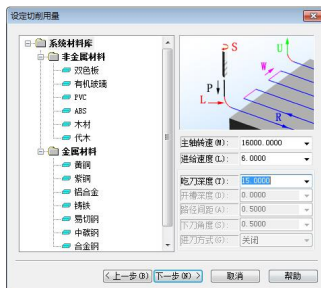 设定切削用量
系统材料库
非金属材料
双色板
有机玻璃
PVC
ABS
木材
代木
金属材料
黄铜
紫铜
铝合金
铸铁
易切钢
中碳钢
合金钢
S
U
W
P
L
R
主轴转速(N): 16000.0000
进给速度(L): 6.0000
吃刀深度(T): 15.0000
开槽深度(D): 0.0000
路径间距(A): 0.5000
下刀角度(S): 0.5000
进刀方式(G): 关闭
<上一步(B) 下一步(N)> 取消 帮助